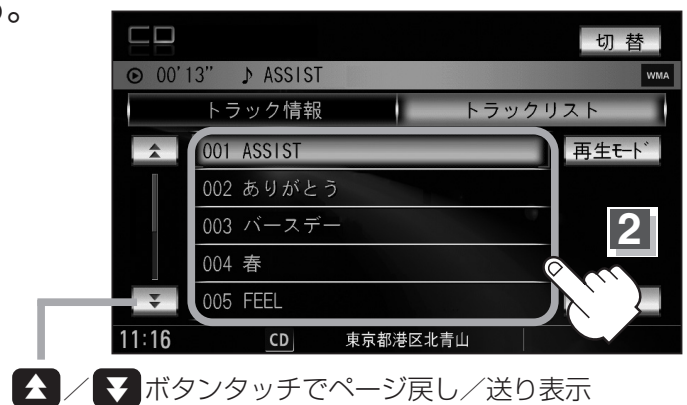 。
CD
切 替
00'13” ♪ ASSIST
WMA
トラック情報 トラックリスト
001 ASSIST
再生モード
002 ありがとう
003 バースデー
2
004 春
005 FEEL
11:16 CD 東京都港区北青山
／ ボタンタッチでページ戻し／送り表示